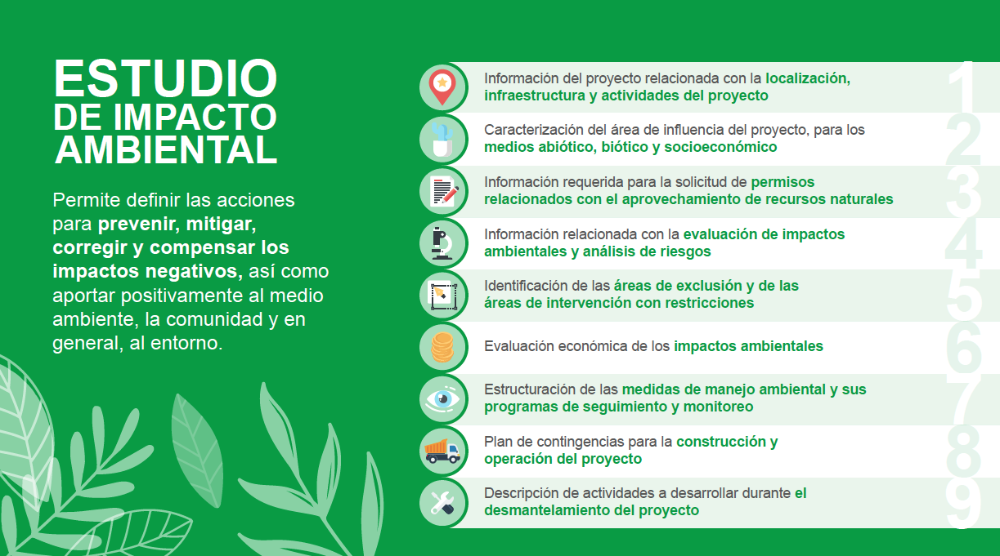 ESTUDIO
DE IMPACTO
AMBIENTAL
Permite definir las acciones
para prevenir, mitigar,
corregir y compensar los
impactos negativos, así como
aportar positivamente al medio
ambiente, la comunidad y en
general, al entorno.
Información del proyecto relacionada con la localización,
infraestructura y actividades del proyecto
1
Caracterización del área de influencia del proyecto, para los
medios abiótico, biótico y socioeconómico
2
Información requerida para la solicitud de permisos
relacionados con el aprovechamiento de recursos naturales
3
Información relacionada con la evaluación de impactos
ambientales y análisis de riesgos
4
Identificación de las áreas de exclusión y de las
áreas de intervención con restricciones
5
Evaluación económica de los impactos ambientales
6
Estructuración de las medidas de manejo ambiental y sus
programas de seguimiento y monitoreo
7
Plan de contingencias para la construcción y
operación del proyecto
8
Descripción de actividades a desarrollar durante el
desmantelamiento del proyecto
9